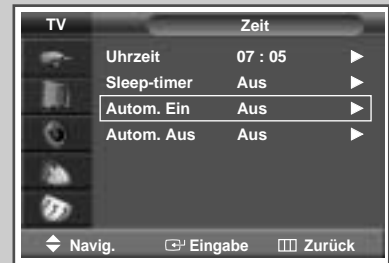 TV Zeit
Uhrzeit 07 : 05
Sleep-timer Aus
Autom. Ein Aus
Autom. Aus Aus
Navig. Eingabe Zurück